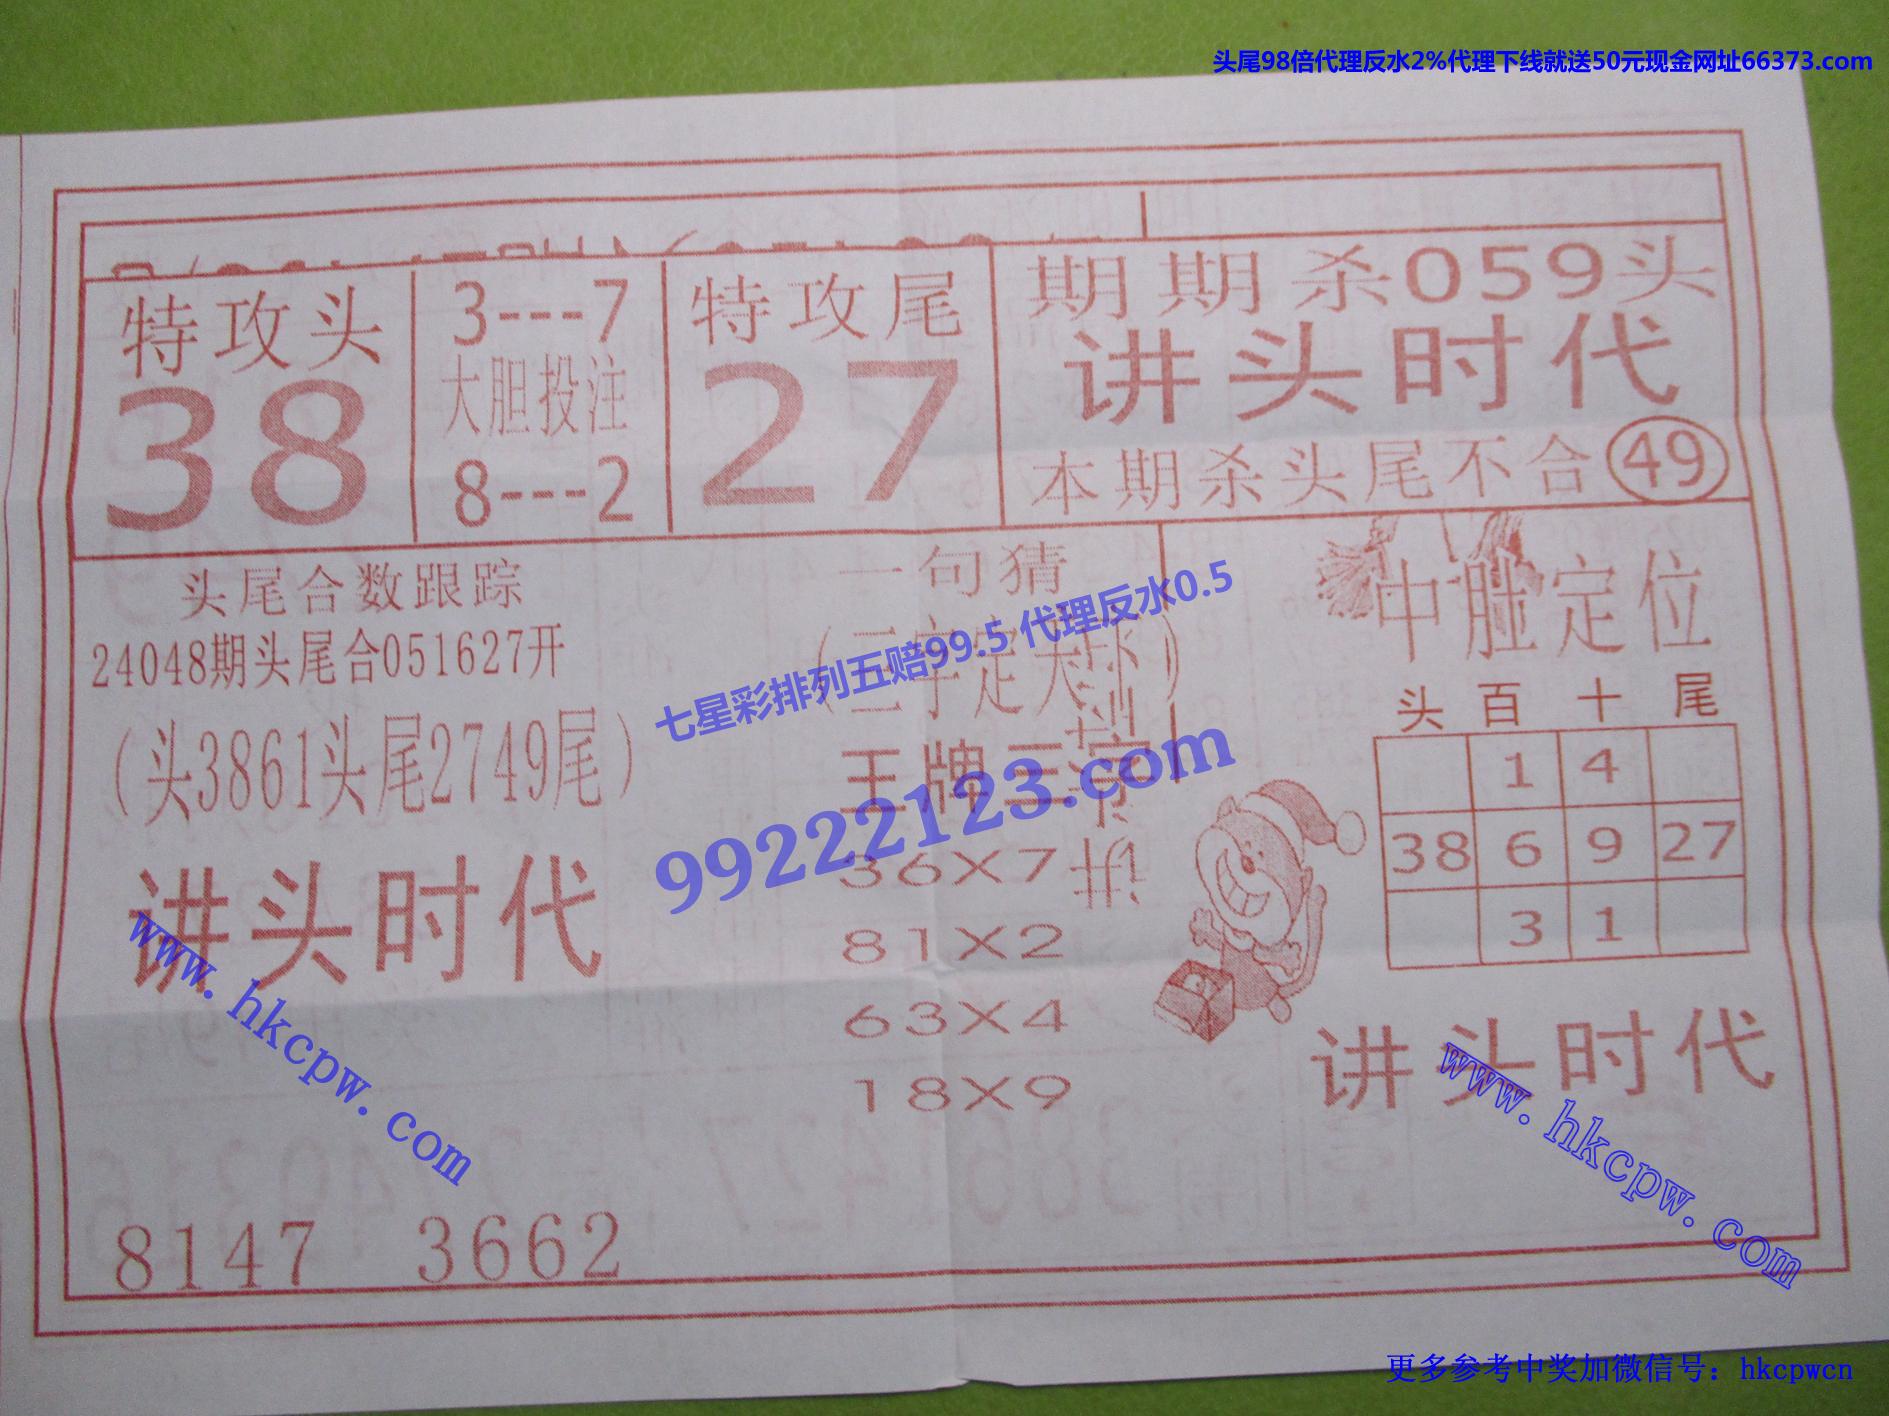 头尾98倍代理反水2%代理下线就送50元现金网址66373.com
特攻头
38
3---7
大胆投注
8---2
特攻尾
27
期期杀059头
讲头时代
本期杀头尾不合㊾
头尾合数跟踪
24048期头尾合051627开
(头3861头尾2749尾)
讲头时代
8147 3662
一句猜
七星彩排列五赔99.5 代理反水0.5
99222123.com
王牌三字
36X7
81X2
63X4
18X9
中肚定位
头 百 十 尾
1 4
38 6 9 27
3 1
讲头时代
www.hkcpw.com
www.hkcpw.com
更多参考中奖加微信号：hkcpwcn